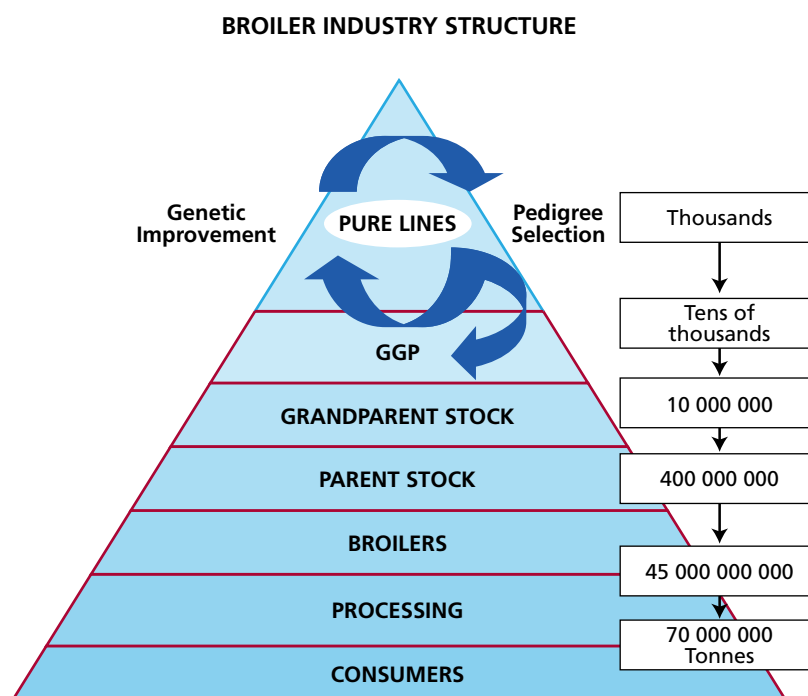 BROILER INDUSTRY STRUCTURE
Genetic
Improvement
PURE LINES
Pedigree
Selection
Thousands
Tens of
thousands
GGP
10 000 000
GRANDPARENT STOCK
400 000 000
PARENT STOCK
BROILERS
45 000 000 000
PROCESSING
70 000 000
Tonnes
CONSUMERS